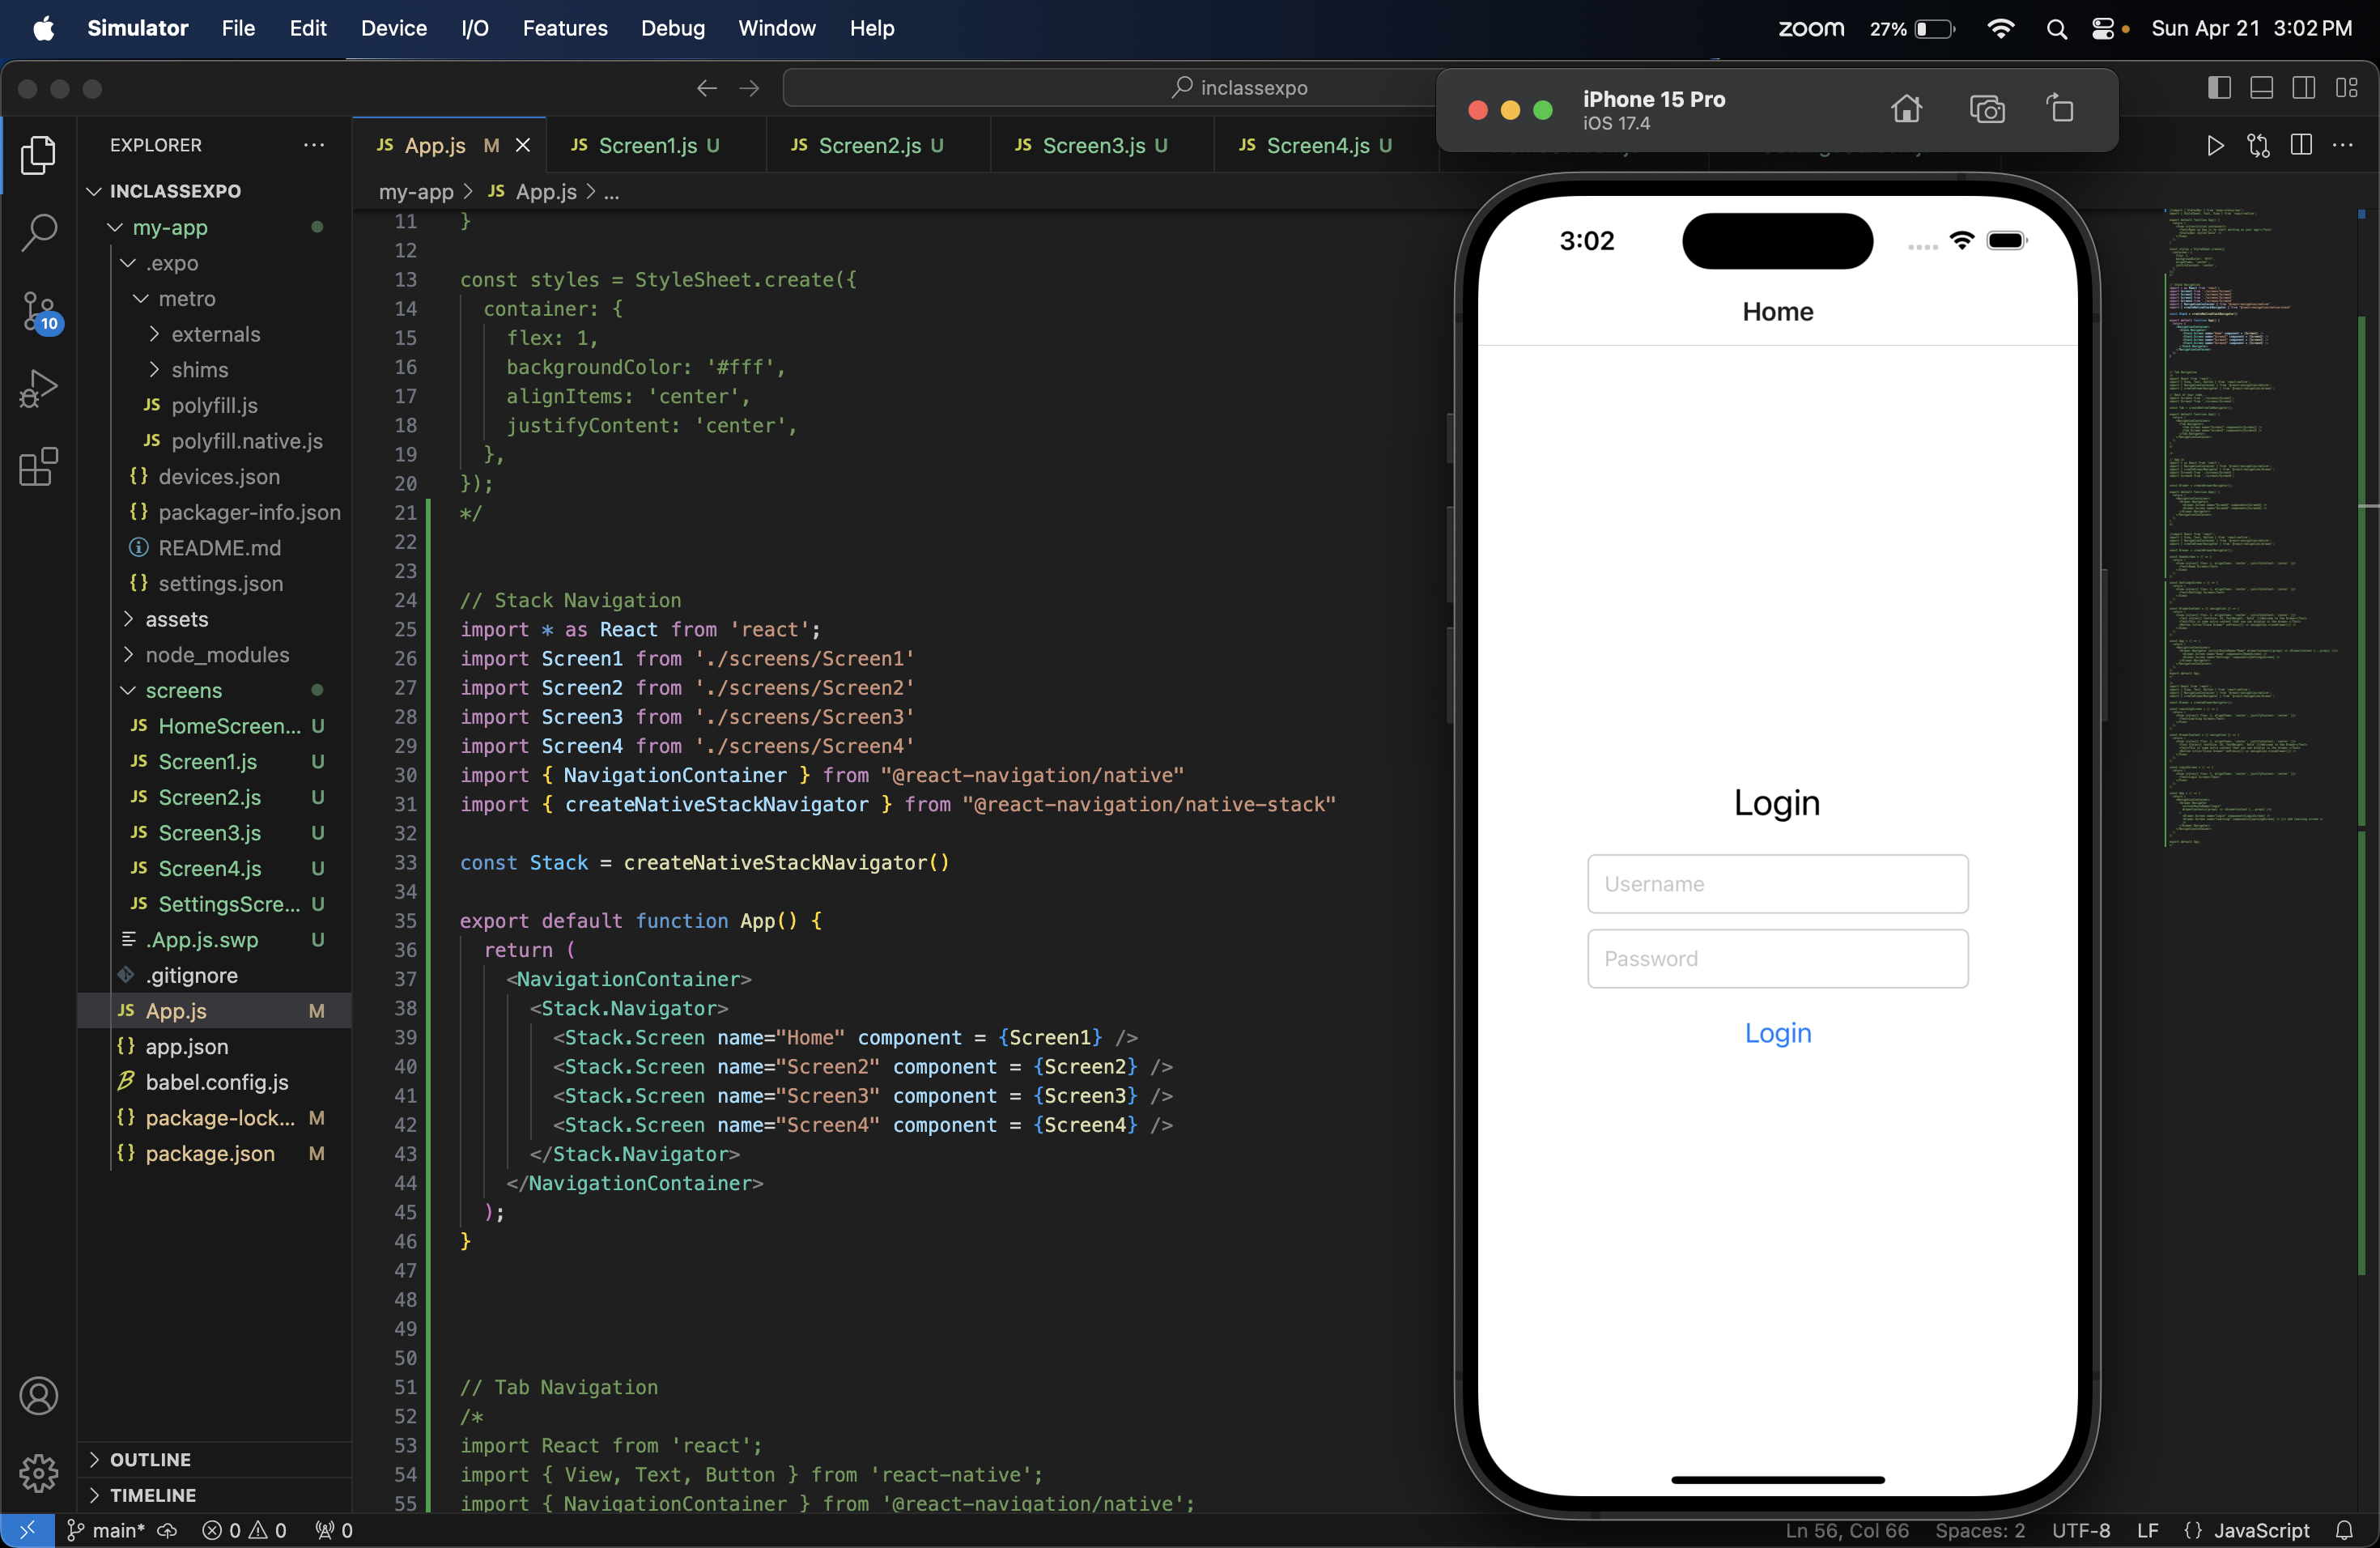 Simulator File Edit Device I/O Features Debug Window Help
zoom 27% Sun Apr 21 3:02 PM
inclassexpo
iPhone 15 Pro
iOS 17.4
EXPLORER
JS App.js M
JS Screen1.js U
JS Screen2.js U
JS Screen3.js U
JS Screen4.js U
my-app > JS App.js > ...
INCLASSEXPO
my-app
.expo
metro
externals
shims
JS polyfill.js
JS polyfill.native.js
{} devices.json
{} packager-info.json
README.md
{} settings.json
assets
node_modules
screens
JS HomeScreen... U
JS Screen1.js U
JS Screen2.js U
JS Screen3.js U
JS Screen4.js U
JS SettingsScre... U
.App.js.swp U
.gitignore
JS App.js M
{} app.json
babel.config.js
{} package-lock... M
{} package.json M
OUTLINE
TIMELINE
10
11 }
12
13 const styles = StyleSheet.create({
14 container: {
15 flex: 1,
16 backgroundColor: '#fff',
17 alignItems: 'center',
18 justifyContent: 'center',
19 },
20 });
21 */
22
23
24 // Stack Navigation
25 import * as React from 'react';
26 import Screen1 from './screens/Screen1'
27 import Screen2 from './screens/Screen2'
28 import Screen3 from './screens/Screen3'
29 import Screen4 from './screens/Screen4'
30 import { NavigationContainer } from "@react-navigation/native"
31 import { createNativeStackNavigator } from "@react-navigation/native-stack"
32
33 const Stack = createNativeStackNavigator()
34
35 export default function App() {
36 return (
37 <NavigationContainer>
38 <Stack.Navigator>
39 <Stack.Screen name="Home" component = {Screen1} />
40 <Stack.Screen name="Screen2" component = {Screen2} />
41 <Stack.Screen name="Screen3" component = {Screen3} />
42 <Stack.Screen name="Screen4" component = {Screen4} />
43 </Stack.Navigator>
44 </NavigationContainer>
45 );
46 }
47
48
49
50
51 // Tab Navigation
52 /*
53 import React from 'react';
54 import { View, Text, Button } from 'react-native';
55 import { NavigationContainer } from '@react-navigation/native';
3:02
Home
Login
Username
Password
Login
main* 0 0 0
Ln 56, Col 66 Spaces: 2 UTF-8 LF {} JavaScript